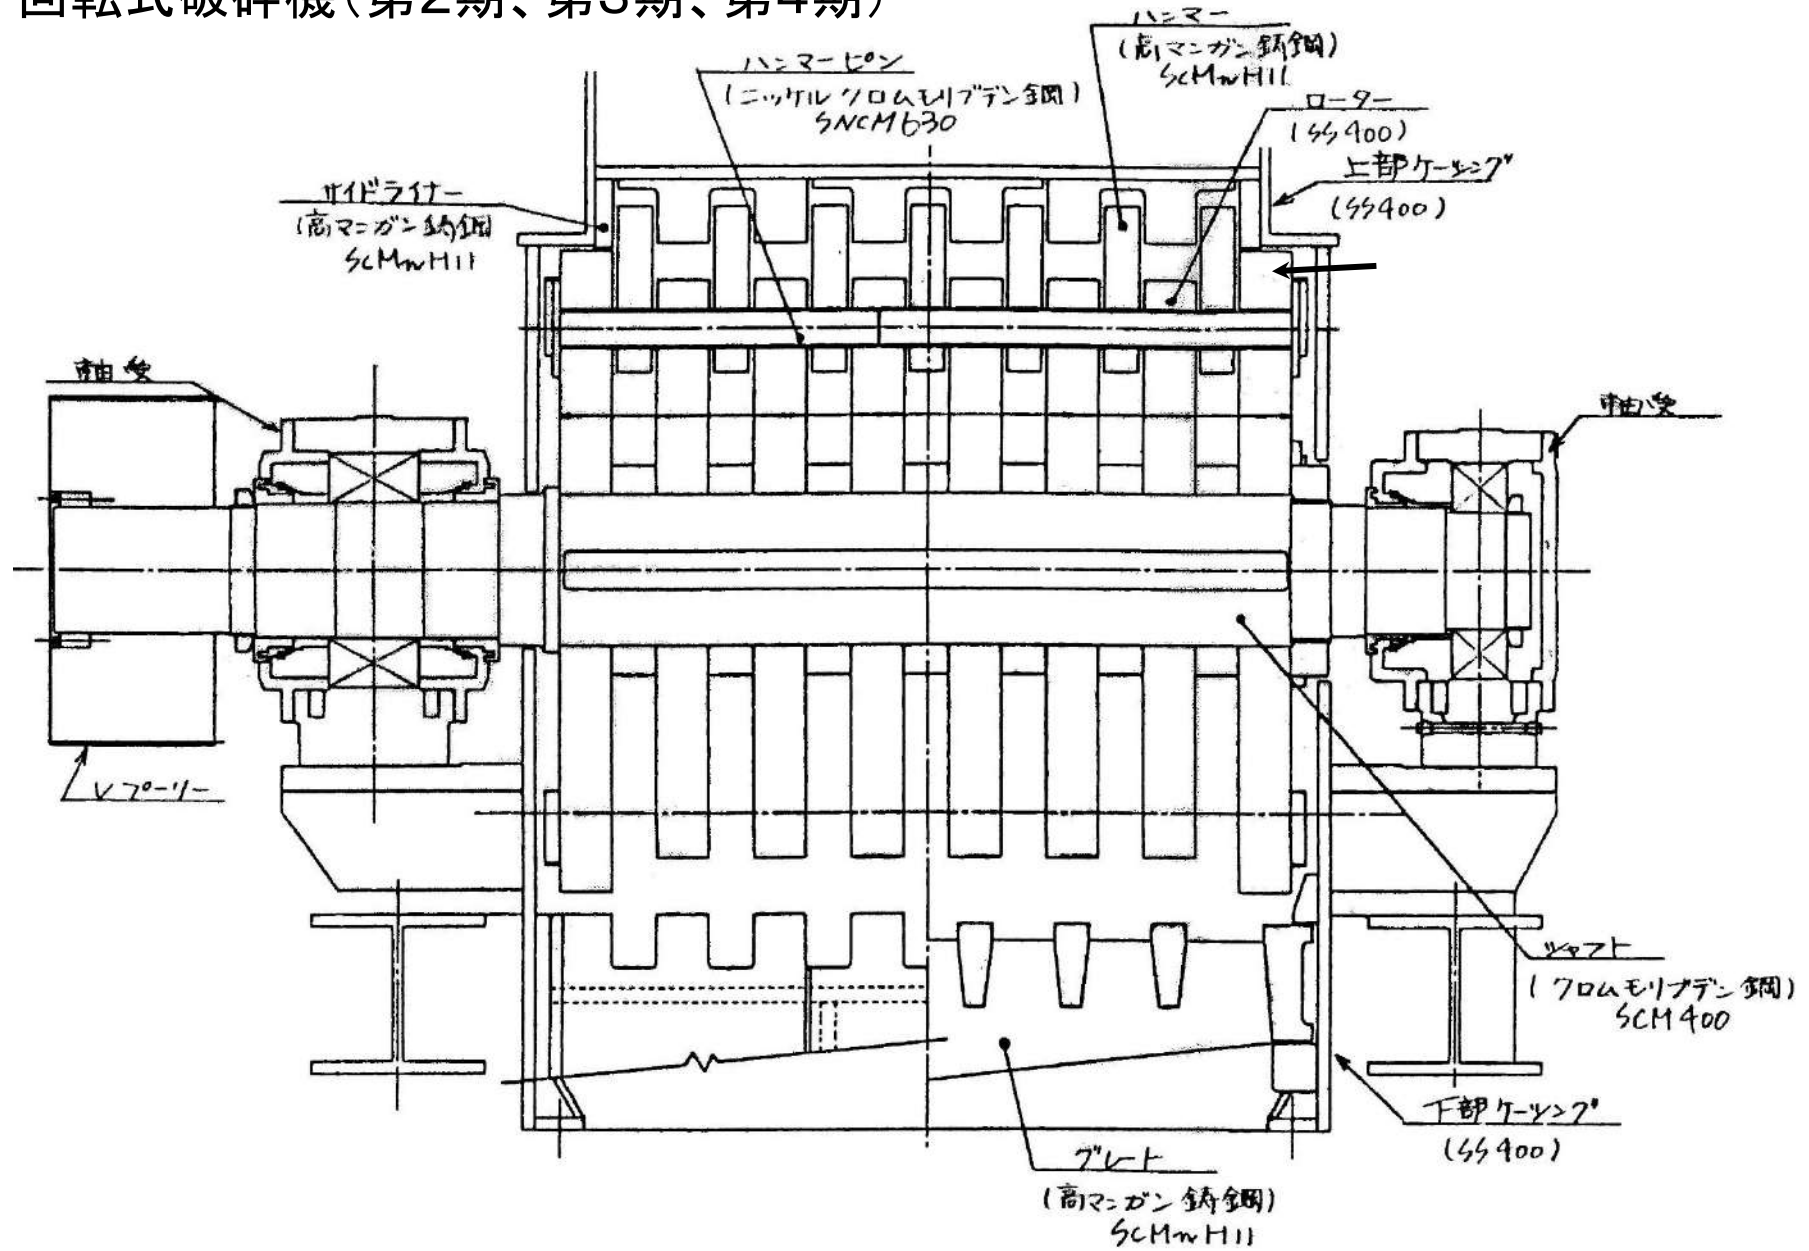 回転式破砕機(第2期、第3期、第4期)
ハンマー
(高マンガン鋳鋼)
SCMnH11
ハンマーピン
(ニッケルクロムモリブデン鋼)
SNCM630
ローター
(SS400)
上部ケーシング
(SS400)
サイドライナー
(高マンガン鋳鋼
SCMnH11
軸受
軸受
Vプーリー
シャフト
(クロムモリブデン鋼)
SCM400
下部ケーシング
(SS400)
グレート
(高マンガン鋳鋼)
SCMnH11